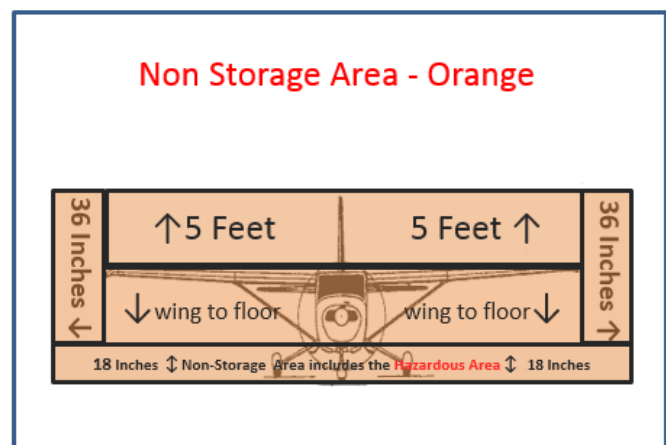 Non Storage Area - Orange
36 Inches ↓
↑5 Feet
5 Feet ↑
36 Inches ↑
↓wing to floor
wing to floor↓
18 Inches ↕ Non-Storage Area includes the Hazardous Area ↕ 18 Inches